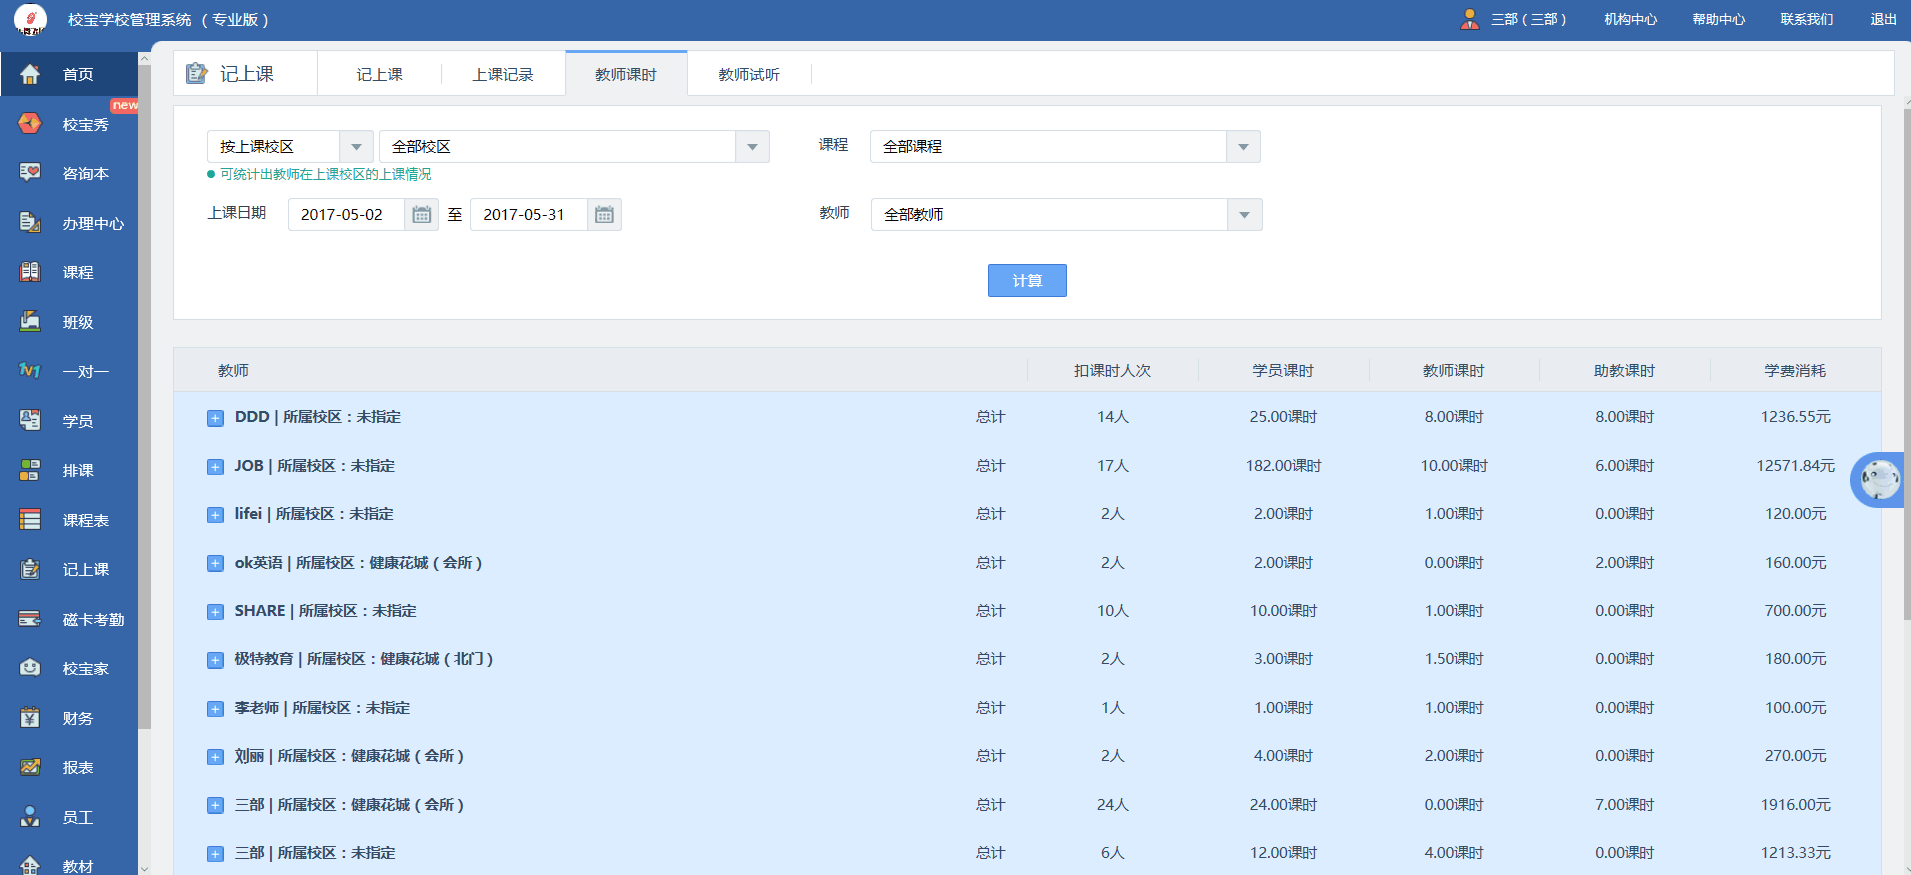 校宝学校管理系统 （专业版）
三部（三部） 机构中心 帮助中心 联系我们 退出
首页
new
校宝秀
咨询本
办理中心
课程
班级
1v1 一对一
学员
排课
课程表
记上课
磁卡考勤
校宝家
财务
报表
员工
教材
记上课 记上课 上课记录 教师课时 教师试听
按上课校区 全部校区 课程 全部课程
可统计出教师在上课校区的上课情况
上课日期 2017-05-02 至 2017-05-31 教师 全部教师
计算
教师 扣课时人次 学员课时 教师课时 助教课时 学费消耗
DDD | 所属校区：未指定 总计 14人 25.00课时 8.00课时 8.00课时 1236.55元
JOB | 所属校区：未指定 总计 17人 182.00课时 10.00课时 6.00课时 12571.84元
lifei | 所属校区：未指定 总计 2人 2.00课时 1.00课时 0.00课时 120.00元
ok英语 | 所属校区：健康花城（会所） 总计 2人 2.00课时 0.00课时 2.00课时 160.00元
SHARE | 所属校区：未指定 总计 10人 10.00课时 1.00课时 0.00课时 700.00元
极特教育 | 所属校区：健康花城（北门） 总计 2人 3.00课时 1.50课时 0.00课时 180.00元
李老师 | 所属校区：未指定 总计 1人 1.00课时 1.00课时 0.00课时 100.00元
刘丽 | 所属校区：健康花城（会所） 总计 2人 4.00课时 2.00课时 0.00课时 270.00元
三部 | 所属校区：健康花城（会所） 总计 24人 24.00课时 0.00课时 7.00课时 1916.00元
三部 | 所属校区：未指定 总计 6人 12.00课时 4.00课时 0.00课时 1213.33元